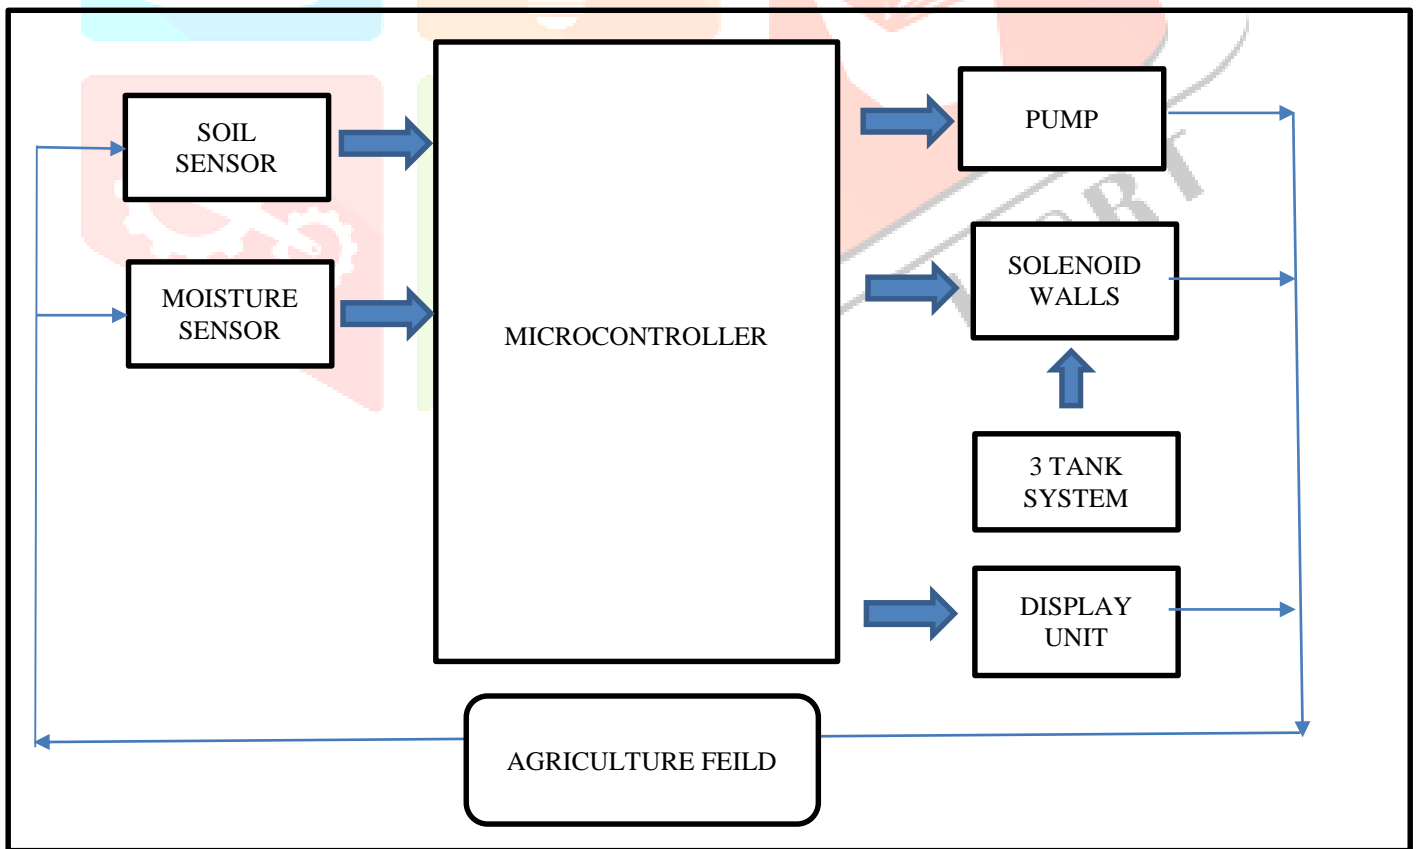 SOIL
SENSOR
MOISTURE
SENSOR
MICROCONTROLLER
PUMP
SOLENOID
WALLS
3 TANK
SYSTEM
DISPLAY
UNIT
AGRICULTURE FEILD